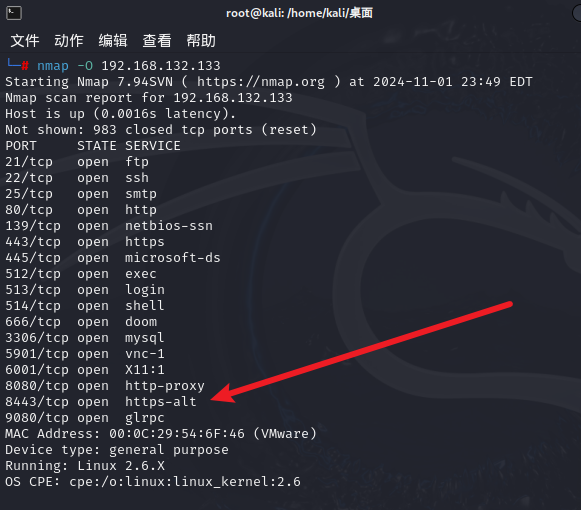 root@kali: /home/kali/桌面
文件 动作 编辑 查看 帮助
└─# nmap -O 192.168.132.133
Starting Nmap 7.94SVN ( https://nmap.org ) at 2024-11-01 23:49 EDT
Nmap scan report for 192.168.132.133
Host is up (0.0016s latency).
Not shown: 983 closed tcp ports (reset)
PORT     STATE SERVICE
21/tcp   open  ftp
22/tcp   open  ssh
25/tcp   open  smtp
80/tcp   open  http
139/tcp  open  netbios-ssn
443/tcp  open  https
445/tcp  open  microsoft-ds
512/tcp  open  exec
513/tcp  open  login
514/tcp  open  shell
666/tcp  open  doom
3306/tcp open  mysql
5901/tcp open  vnc-1
6001/tcp open  X11:1
8080/tcp open  http-proxy
8443/tcp open  https-alt
9080/tcp open  glrpc
MAC Address: 00:0C:29:54:6F:46 (VMware)
Device type: general purpose
Running: Linux 2.6.X
OS CPE: cpe:/o:linux:linux_kernel:2.6